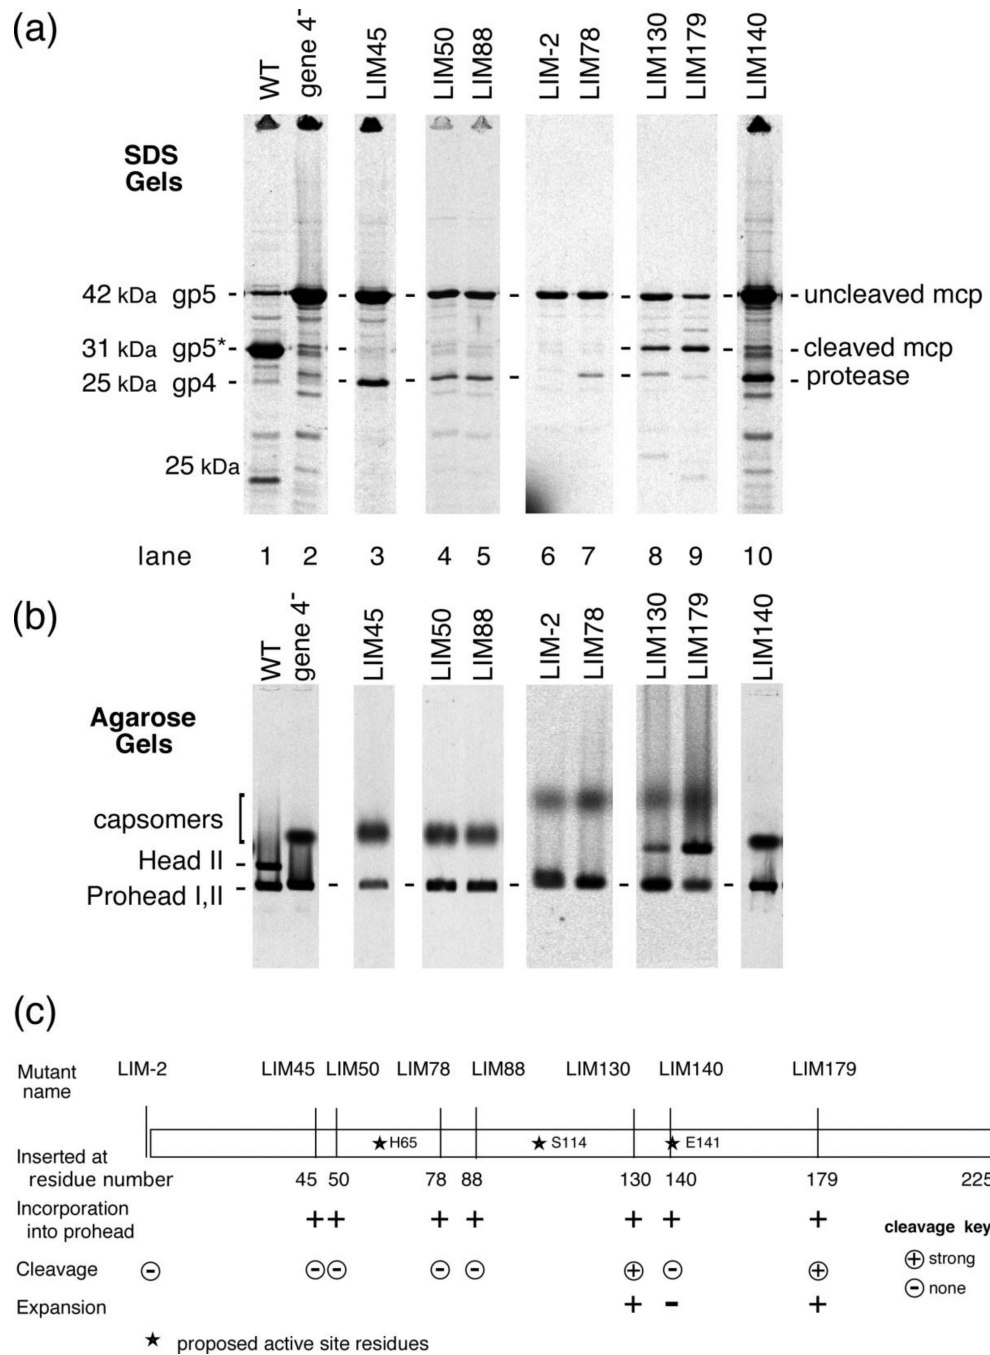 (a)
WT
gene 4-
LIM45
LIM50
LIM88
LIM-2
LIM78
LIM130
LIM179
LIM140
SDS
Gels
42 kDa gp5 - - - - - - uncleaved mcp
31 kDa gp5* - - - - - - cleaved mcp
25 kDa gp4 - - - - - - protease
25 kDa
lane 1 2 3 4 5 6 7 8 9 10
(b)
WT
gene 4-
LIM45
LIM50
LIM88
LIM-2
LIM78
LIM130
LIM179
LIM140
Agarose
Gels
capsomers
Head II -
Prohead I,II - - - - - -
(c)
Mutant
name
LIM-2 LIM45 LIM50 LIM78 LIM88 LIM130 LIM140 LIM179
★H65 ★S114 ★E141
Inserted at
residue number 45 50 78 88 130 140 179 225
Incorporation
into prohead + + + + + + +
Cleavage ⊖ ⊖ ⊖ ⊖ ⊖ ⊕ ⊖ ⊕
Expansion + - +
cleavage key
⊕ strong
⊖ none
★ proposed active site residues